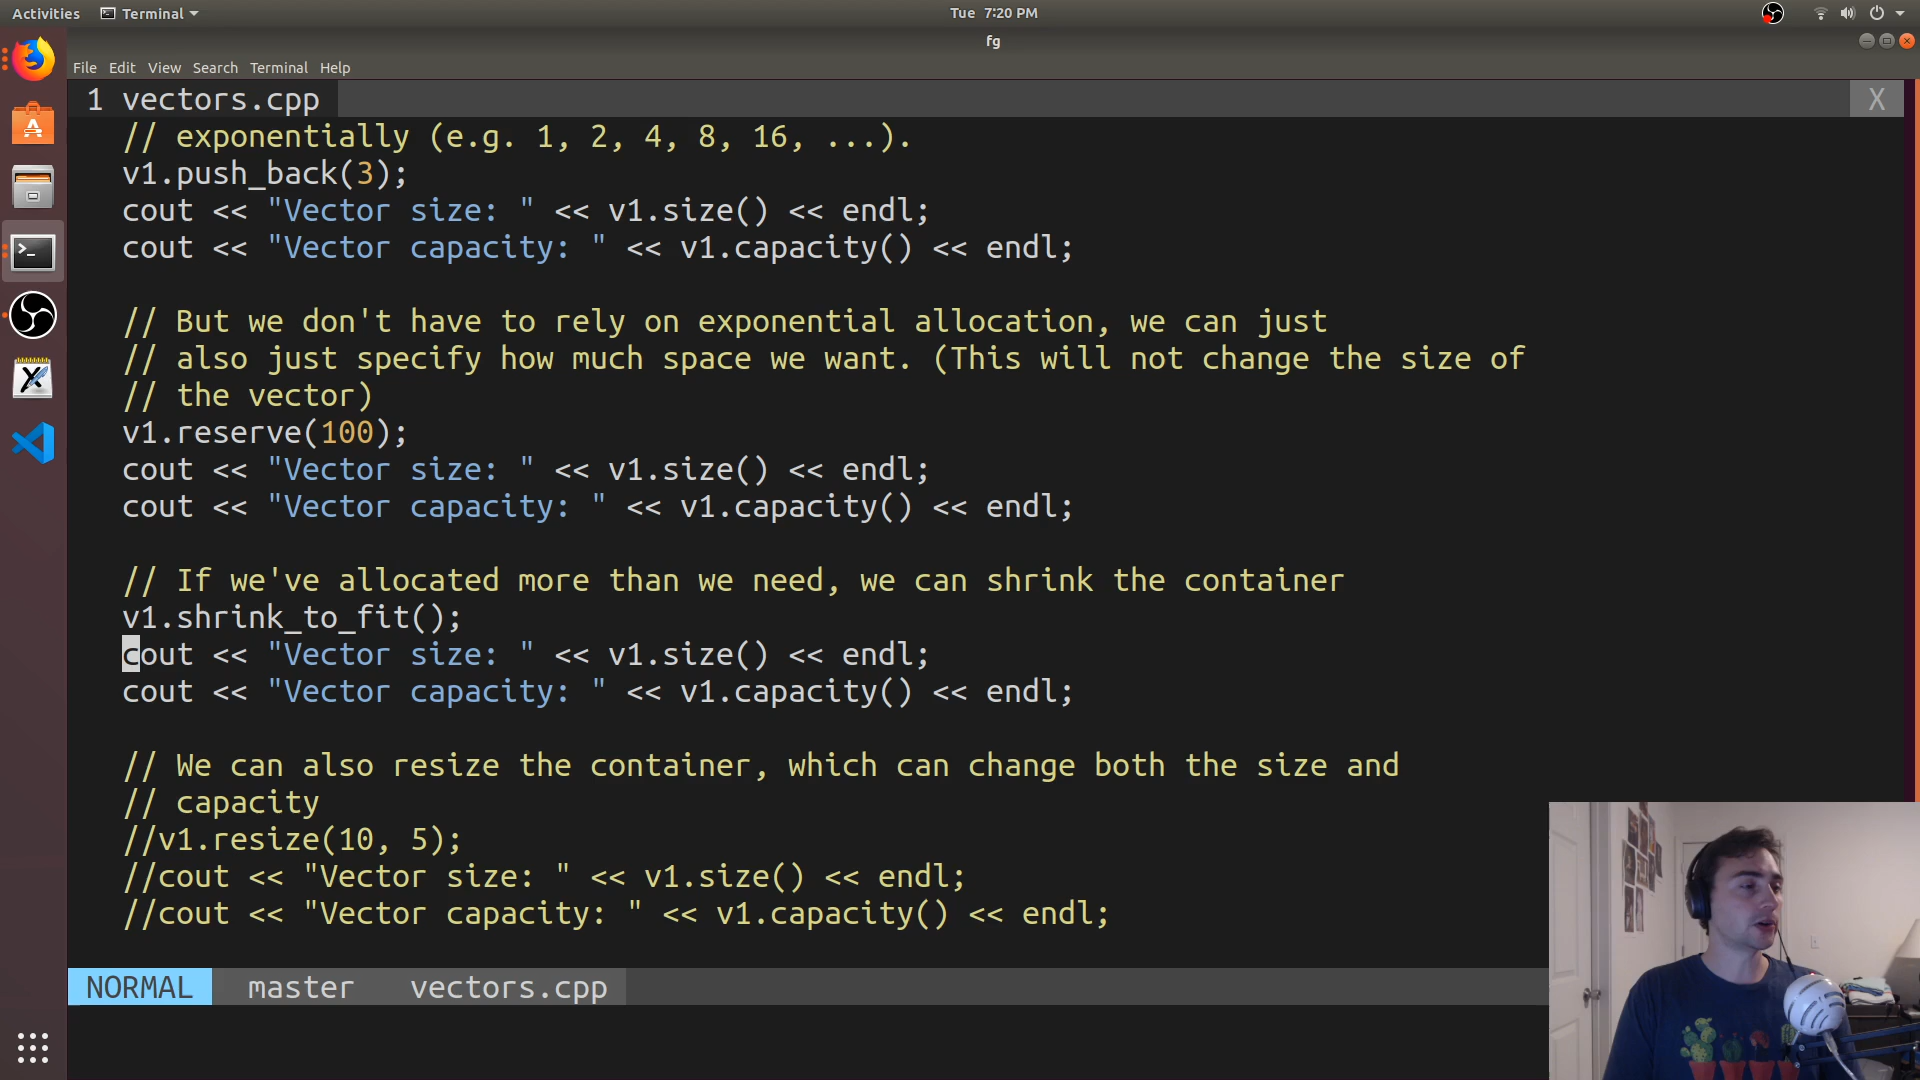 Activities Terminal Tue 7:20 PM
fg
File Edit View Search Terminal Help
1 vectors.cpp X
// exponentially (e.g. 1, 2, 4, 8, 16, ...).
v1.push_back(3);
cout << "Vector size: " << v1.size() << endl;
cout << "Vector capacity: " << v1.capacity() << endl;
// But we don't have to rely on exponential allocation, we can just
// also just specify how much space we want. (This will not change the size of
// the vector)
v1.reserve(100);
cout << "Vector size: " << v1.size() << endl;
cout << "Vector capacity: " << v1.capacity() << endl;
// If we've allocated more than we need, we can shrink the container
v1.shrink_to_fit();
cout << "Vector size: " << v1.size() << endl;
cout << "Vector capacity: " << v1.capacity() << endl;
// We can also resize the container, which can change both the size and
// capacity
//v1.resize(10, 5);
//cout << "Vector size: " << v1.size() << endl;
//cout << "Vector capacity: " << v1.capacity() << endl;
NORMAL master vectors.cpp